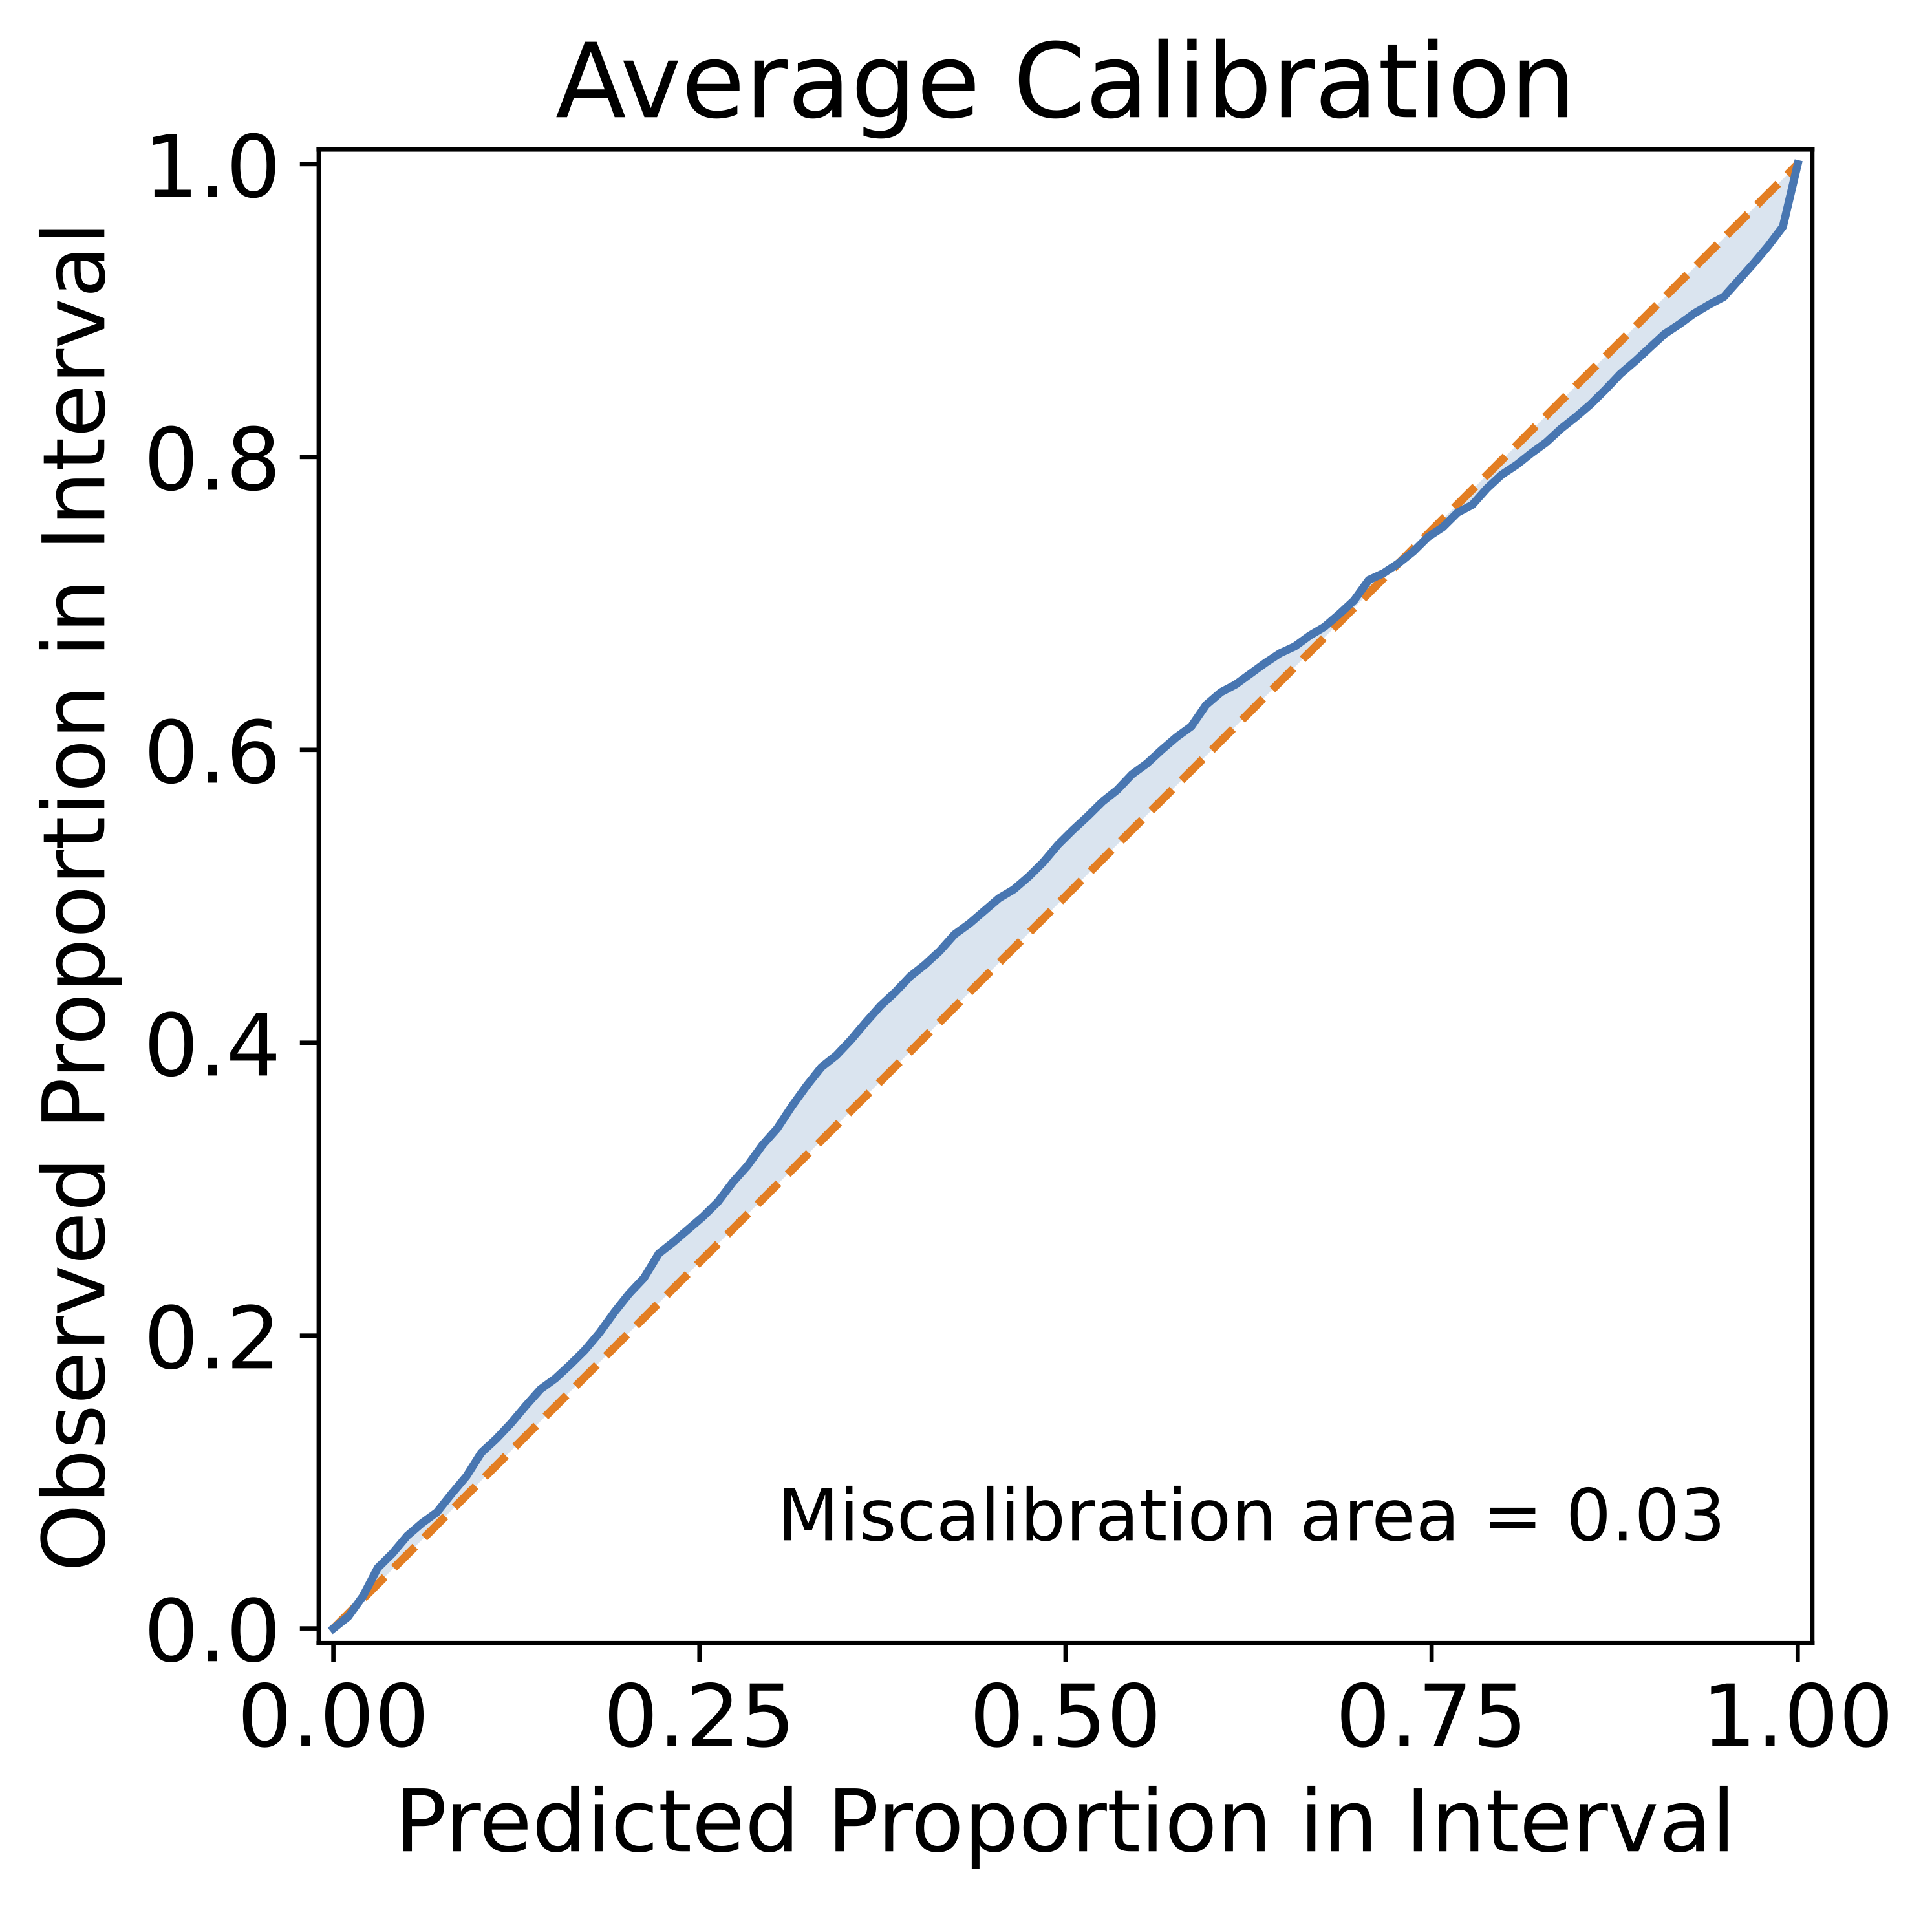 Average Calibration
Observed Proportion in Interval
1.0
0.8
0.6
0.4
0.2
0.0
Miscalibration area = 0.03
0.00 0.25 0.50 0.75 1.00
Predicted Proportion in Interval